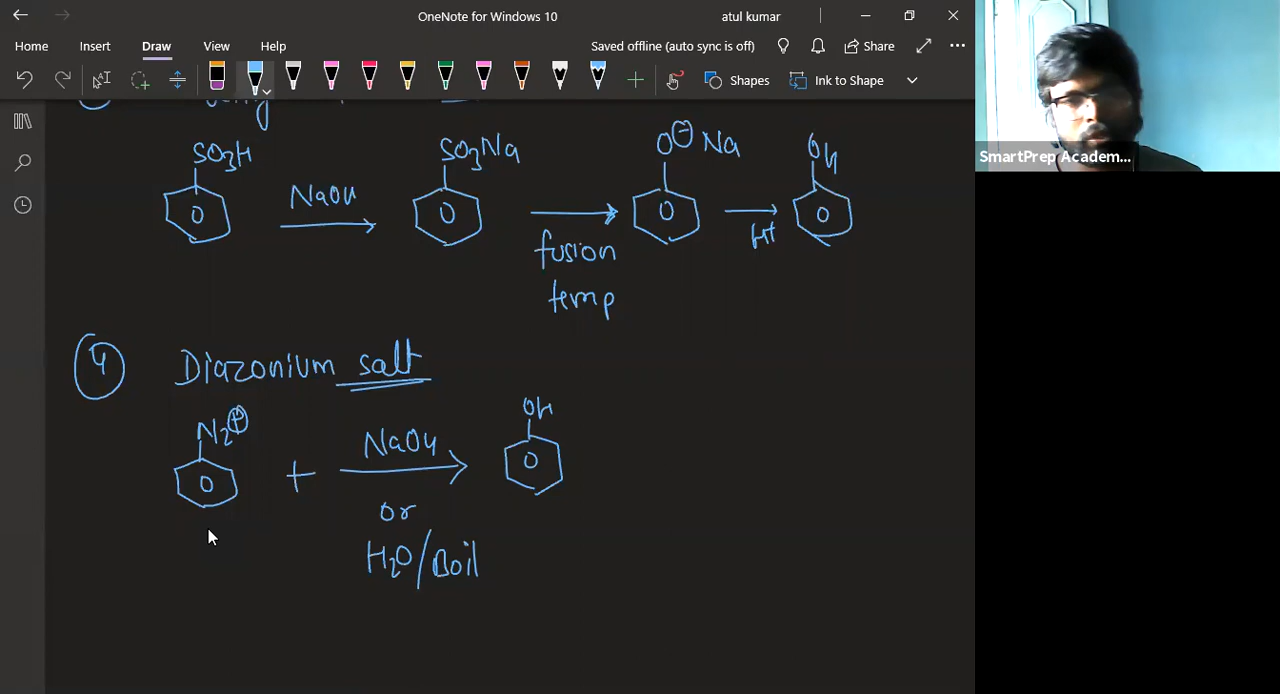 OneNote for Windows 10
atul kumar
Home Insert Draw View Help
Saved offline (auto sync is off)
Share
Shapes
Ink to Shape
SmartPrep Academ...
SO3H
SO3Na
O⊖ Na
OH
NaOH
fusion
temp
H+
4 Diazonium salt
N2⊕
+
NaOH
or
H2O/Boil
OH